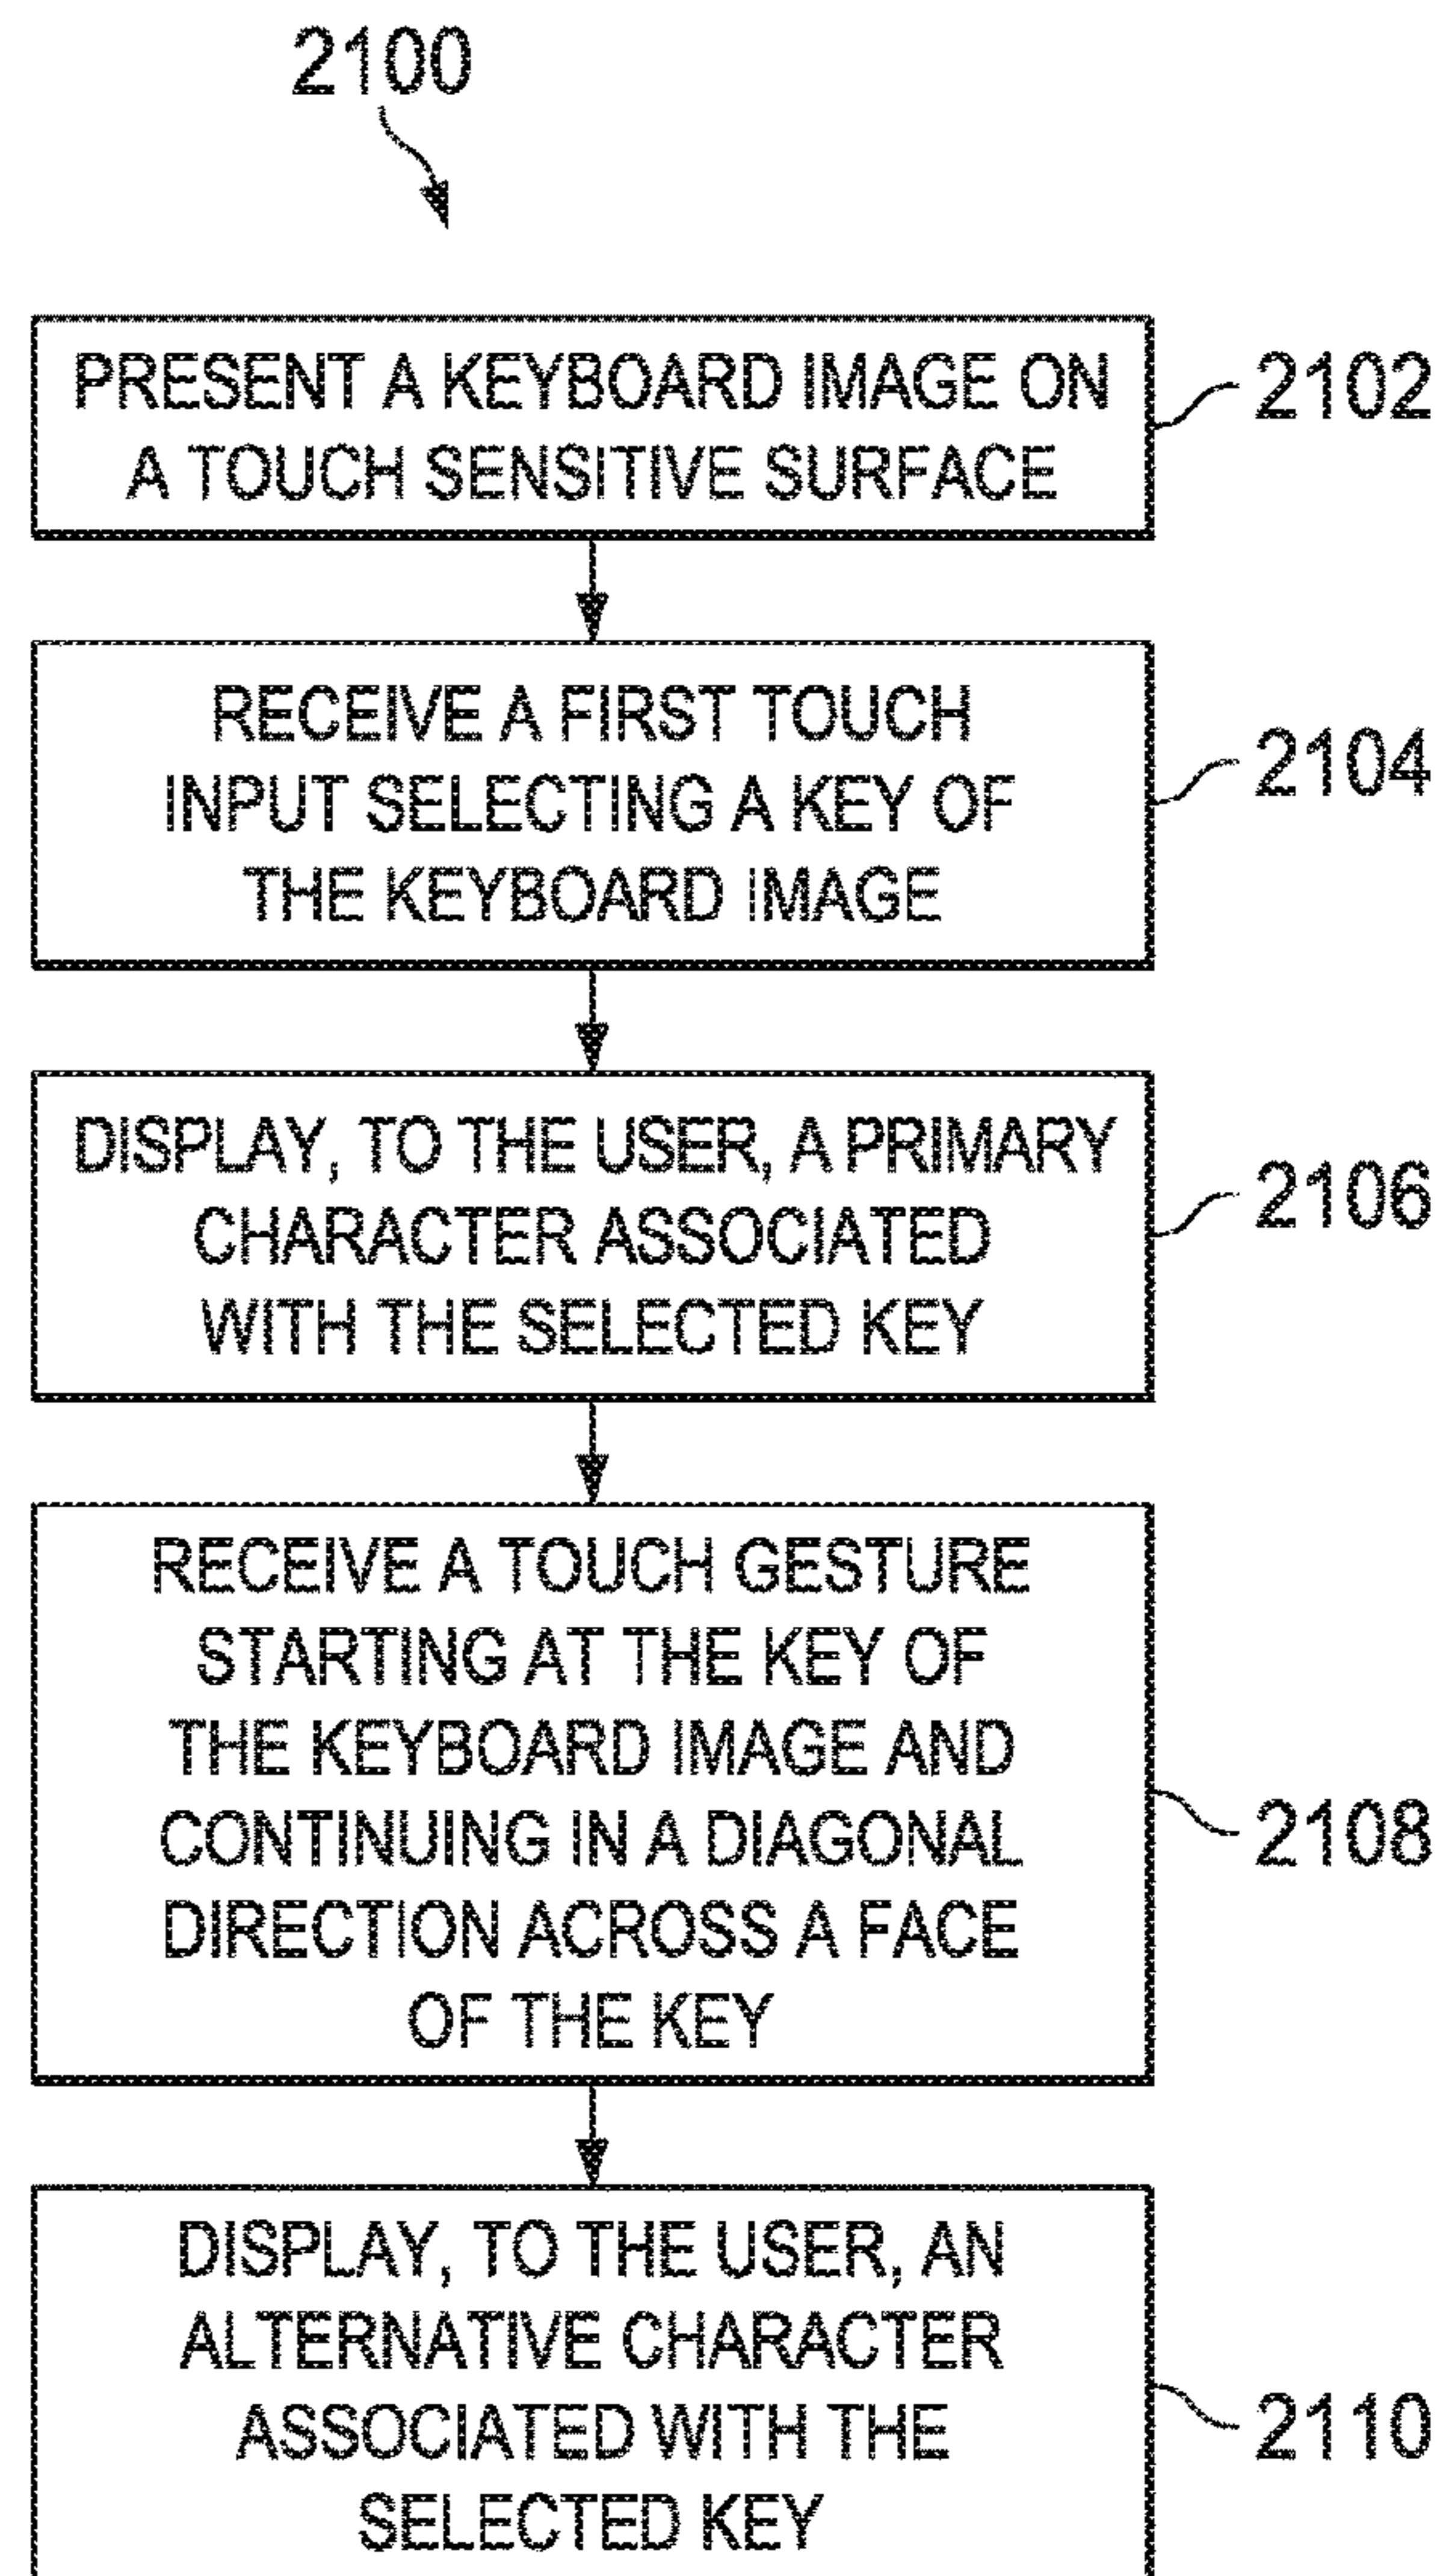 2100
PRESENT A KEYBOARD IMAGE ON
A TOUCH SENSITIVE SURFACE
2102
RECEIVE A FIRST TOUCH
INPUT SELECTING A KEY OF
THE KEYBOARD IMAGE
2104
DISPLAY, TO THE USER, A PRIMARY
CHARACTER ASSOCIATED
WITH THE SELECTED KEY
2106
RECEIVE A TOUCH GESTURE
STARTING AT THE KEY OF
THE KEYBOARD IMAGE AND
CONTINUING IN A DIAGONAL
DIRECTION ACROSS A FACE
OF THE KEY
2108
DISPLAY, TO THE USER, AN
ALTERNATIVE CHARACTER
ASSOCIATED WITH THE
SELECTED KEY
2110